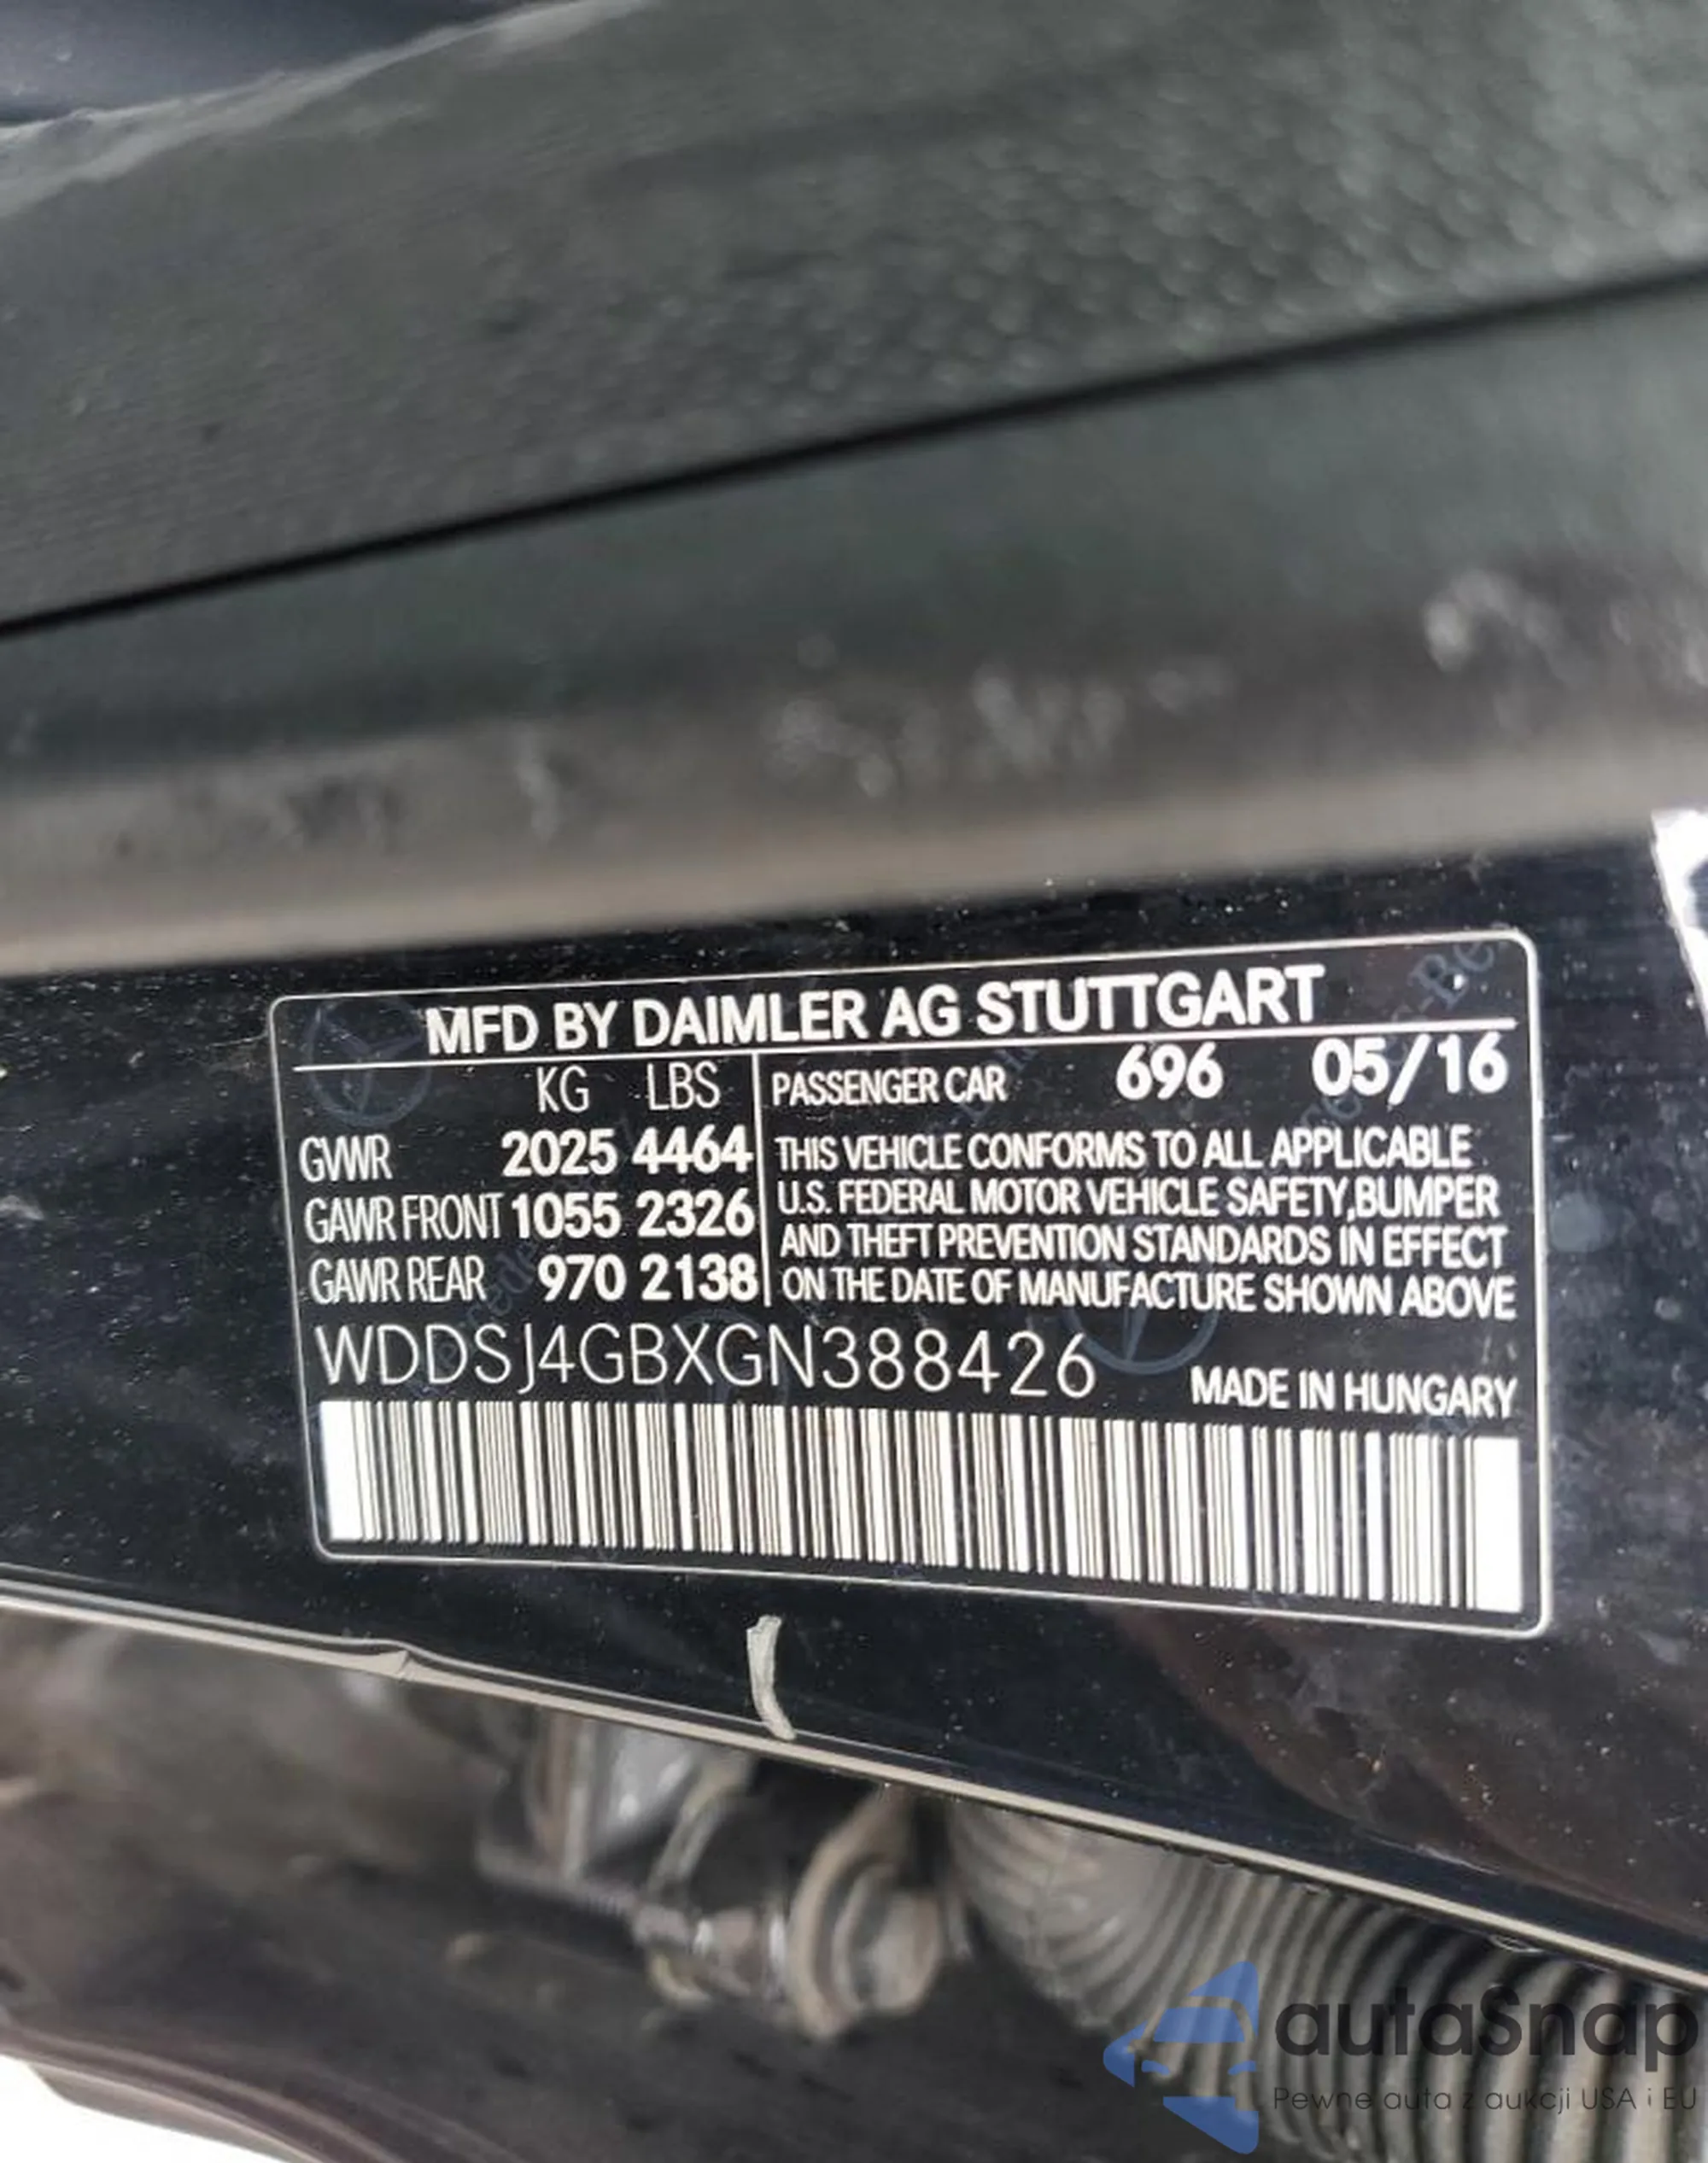 MFD BY DAIMLER AG STUTTGART
KG LBS
GVWR 2025 4464
GAWR FRONT 1055 2326
GAWR REAR 970 2138
PASSENGER CAR 696 05/16
THIS VEHICLE CONFORMS TO ALL APPLICABLE
U.S. FEDERAL MOTOR VEHICLE SAFETY,BUMPER
AND THEFT PREVENTION STANDARDS IN EFFECT
ON THE DATE OF MANUFACTURE SHOWN ABOVE
WDDSJ4GBXGN388426
MADE IN HUNGARY
autaSnap
Pewne auta z aukcji USA i EU